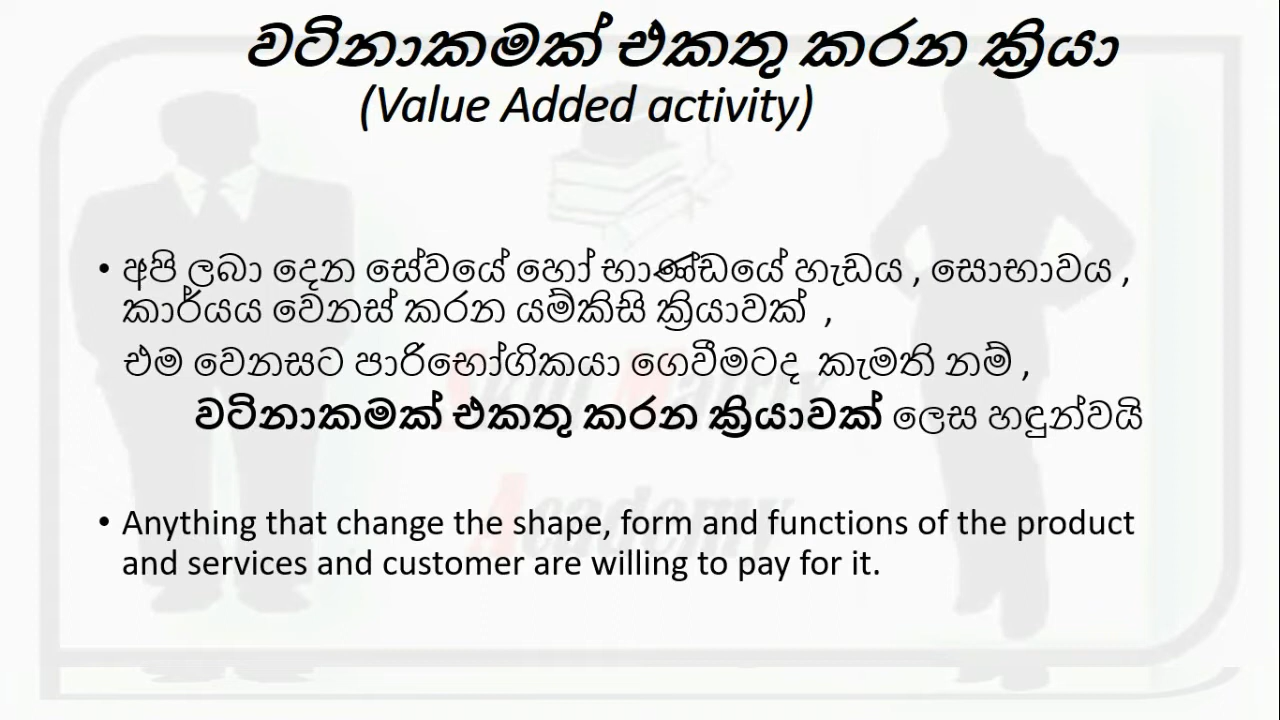 වටිනාකමක් එකතු කරන ක්‍රියා
(Value Added activity)
• අපි ලබා දෙන සේවයේ හෝ භාණ්ඩයේ හැඩය , සොභාවය ,
කාර්යය වෙනස් කරන යම්කිසි ක්‍රියාවක් ,
එම වෙනසට පාරිභෝගිකයා ගෙවීමටද කැමති නම් ,
වටිනාකමක් එකතු කරන ක්‍රියාවක් ලෙස හඳුන්වයි
• Anything that change the shape, form and functions of the product
and services and customer are willing to pay for it.
Academy